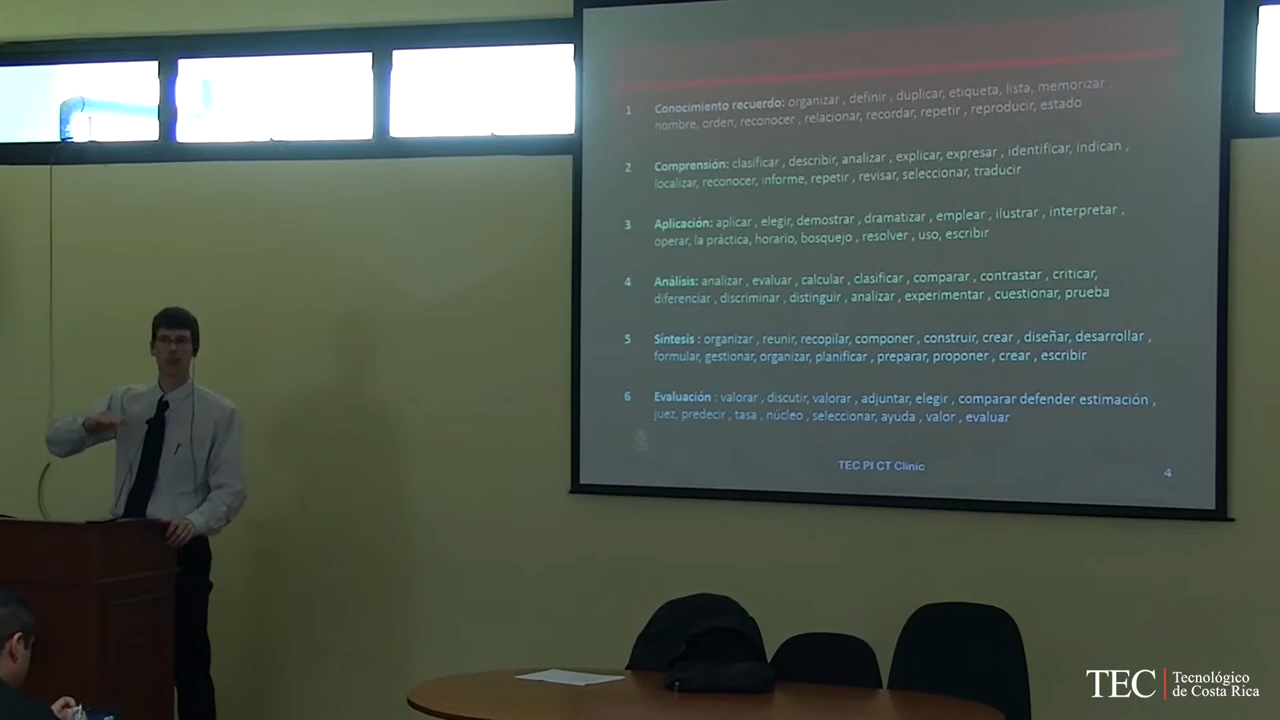 1 Conocimiento recuerdo: organizar , definir , duplicar, etiqueta, lista, memorizar ,
nombre, orden, reconocer , relacionar, recordar, repetir , reproducir, estado
2 Comprensión: clasificar , describir, analizar , explicar, expresar , identificar, indican ,
localizar, reconocer, informe, repetir , revisar, seleccionar, traducir
3 Aplicación: aplicar , elegir, demostrar , dramatizar , emplear , ilustrar , interpretar ,
operar, la práctica, horario, bosquejo , resolver , uso, escribir
4 Análisis: analizar , evaluar , calcular , clasificar , comparar , contrastar , criticar,
diferenciar , discriminar , distinguir , analizar , experimentar , cuestionar, prueba
5 Síntesis : organizar , reunir, recopilar, componer , construir, crear , diseñar, desarrollar ,
formular, gestionar, organizar, planificar , preparar, proponer , crear , escribir
6 Evaluación : valorar , discutir, valorar , adjuntar, elegir , comparar defender estimación ,
juez, predecir , tasa , núcleo , seleccionar, ayuda , valor , evaluar
TEC PI CT Clinic
4
TEC Tecnológico
de Costa Rica